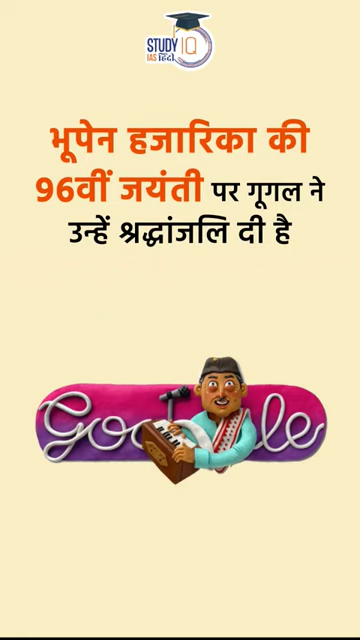 STUDY IQ
IAS हिंदी
भूपेन हजारिका की
96वीं जयंती पर गूगल ने
उन्हें श्रद्धांजलि दी है
Google